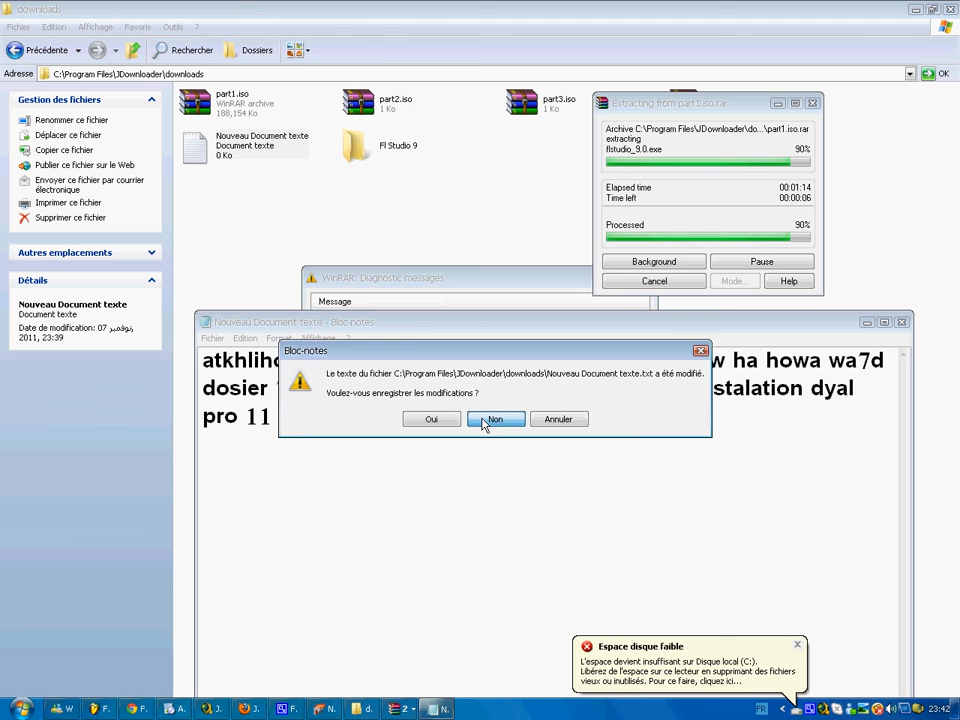 downloads
Fichier Edition Affichage Favoris Outils ?
Précédente Rechercher Dossiers
Adresse C:\Program Files\JDownloader\downloads OK
Gestion des fichiers
Renommer ce fichier
Déplacer ce fichier
Copier ce fichier
Publier ce fichier sur le Web
Envoyer ce fichier par courrier
électronique
Imprimer ce fichier
Supprimer ce fichier
Autres emplacements
Détails
Nouveau Document texte
Document texte
Date de modification: 07 نوفمبر,
2011, 23:39
part1.iso
WinRAR archive
188,154 Ko
part2.iso
1 Ko
part3.iso
1 Ko
Nouveau Document texte
Document texte
0 Ko
Fl Studio 9
Extracting from part1.iso.rar
Archive C:\Program Files\JDownloader\do...\part1.iso.rar
extracting
flstudio_9.0.exe 90%
Elapsed time 00:01:14
Time left 00:00:06
Processed 90%
Background Pause
Cancel Mode... Help
WinRAR: Diagnostic messages
Message
Nouveau Document texte - Bloc-notes
Fichier Edition Format Affichage ?
ha howa wa7d
dosier dyal
pro 11
Bloc-notes
Le texte du fichier C:\Program Files\JDownloader\downloads\Nouveau Document texte.txt a été modifié.
Voulez-vous enregistrer les modifications ?
Oui Non Annuler
Espace disque faible
L'espace devient insuffisant sur Disque local (C:).
Libérez de l'espace sur ce lecteur en supprimant des fichiers
vieux ou inutilisés. Pour ce faire, cliquez ici...
W F. F. A. J. J. F. N. d. 2 N. FR 23:42